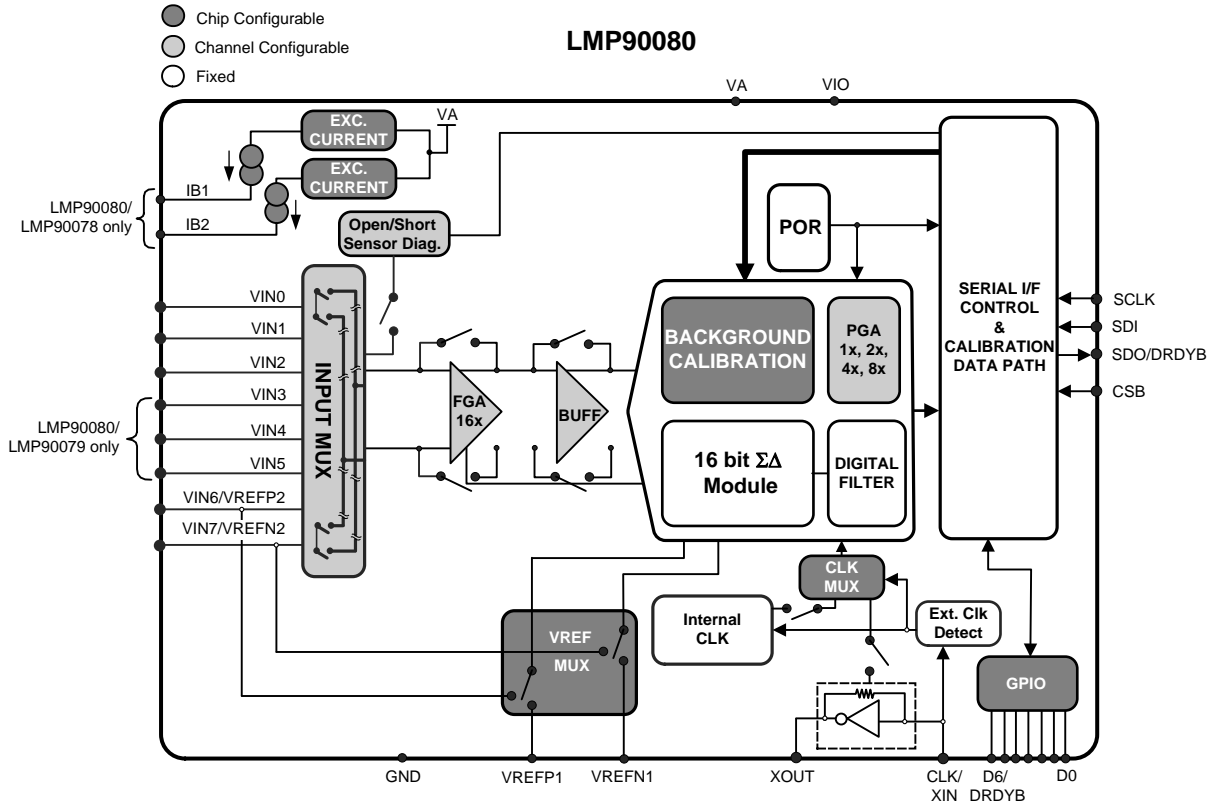 Chip Configurable
Channel Configurable
Fixed
LMP90080
VA
VIO
EXC.
CURRENT
VA
EXC.
CURRENT
IB1
IB2
LMP90080/
LMP90078 only
Open/Short
Sensor Diag.
POR
SERIAL I/F
CONTROL
&
CALIBRATION
DATA PATH
SCLK
SDI
SDO/DRDYB
CSB
VIN0
VIN1
VIN2
VIN3
VIN4
VIN5
VIN6/VREFP2
VIN7/VREFN2
LMP90080/
LMP90079 only
INPUT MUX
FGA
16x
BUFF
BACKGROUND
CALIBRATION
PGA
1x, 2x,
4x, 8x
16 bit ΣΔ
Module
DIGITAL
FILTER
CLK
MUX
Internal
CLK
Ext. Clk
Detect
VREF
MUX
GPIO
GND
VREFP1
VREFN1
XOUT
CLK/
XIN
D6/
DRDYB
D0